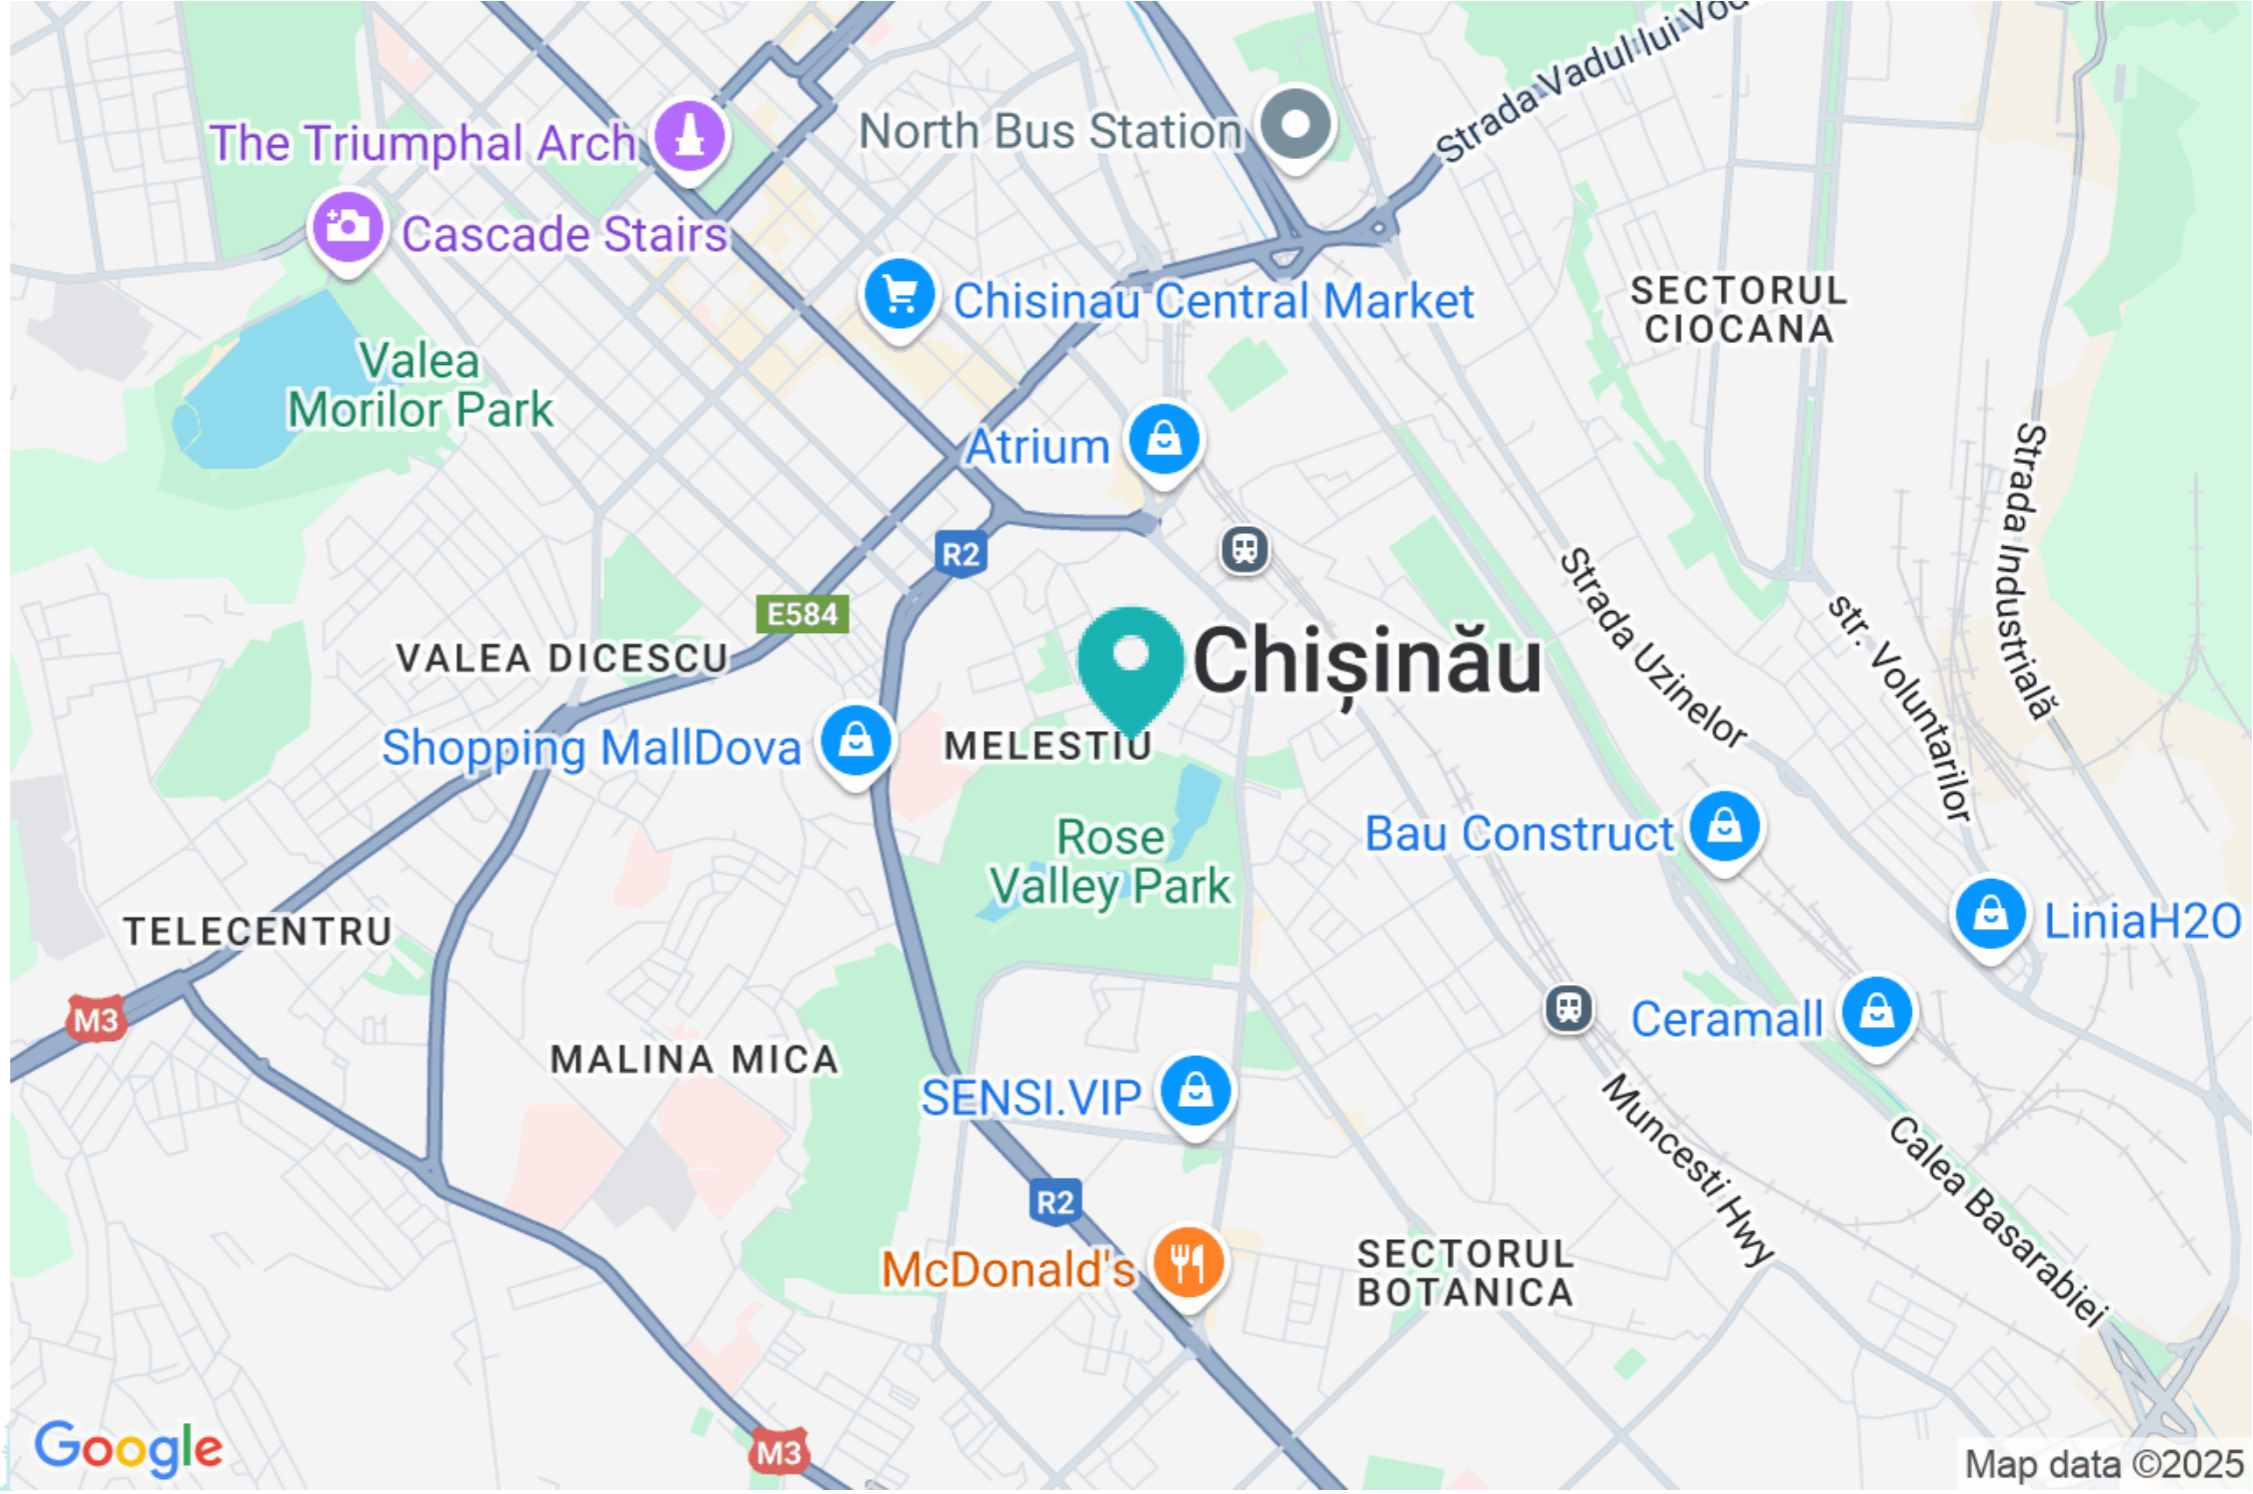 Strada Vadul lui Vod
The Triumphal Arch
North Bus Station
Cascade Stairs
Chisinau Central Market
SECTORUL
CIOCANA
Valea
Morilor Park
Atrium
Strada Industrială
R2
E584
Strada Uzinelor
str. Voluntarilor
VALEA DICESCU
Chișinău
Shopping MallDova
MELESTIU
Rose
Valley Park
Bau Construct
LiniaH2O
TELECENTRU
M3
Ceramall
MALINA MICA
SENSI.VIP
Muncesti Hwy
Calea Basarabiei
R2
McDonald's
SECTORUL
BOTANICA
Google
M3
Map data ©2025